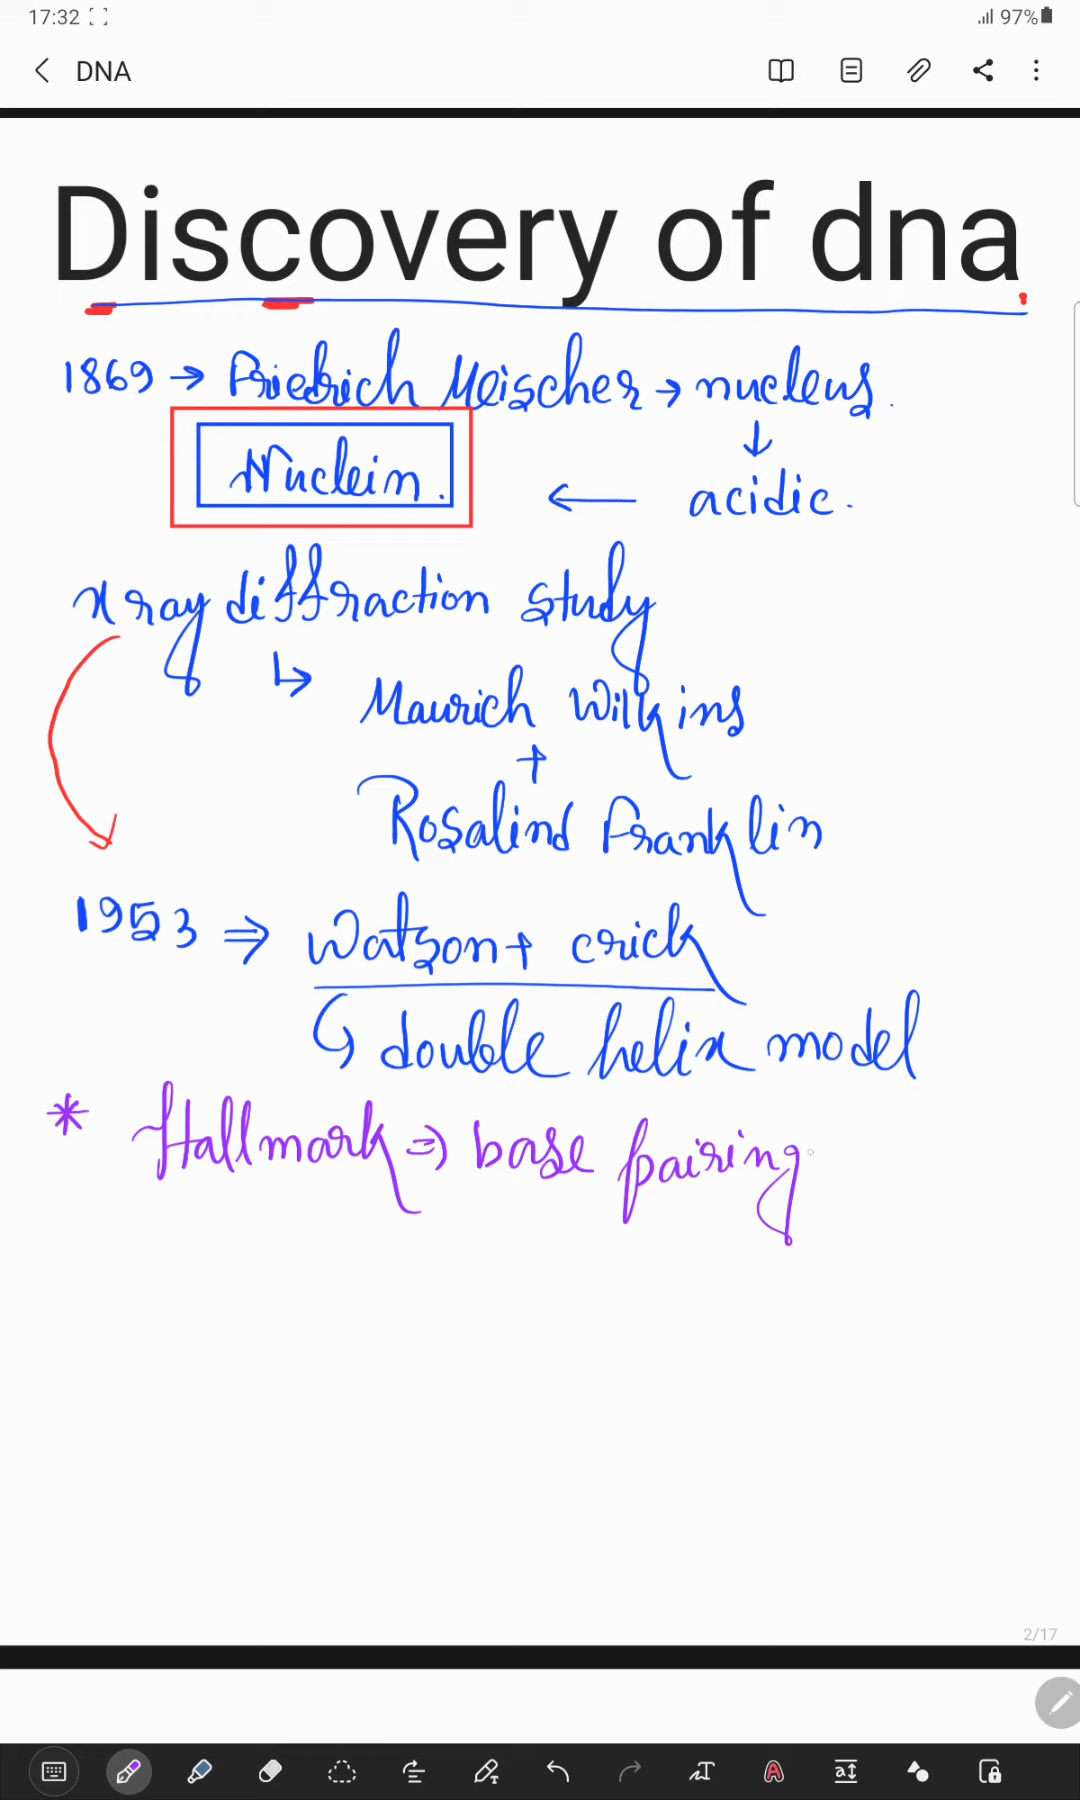 17:32 97%
DNA
Discovery of dna
1869 → Friedrich Meischer → nucleus.
↓
Nuclein. ← acidic.
x ray diffraction study
↳ Maurich Wilkins
+
Rosalind Franklin
1953 ⇒ Watson + crick
↳ double helix model
* Hallmark ⇒ base pairing
2/17